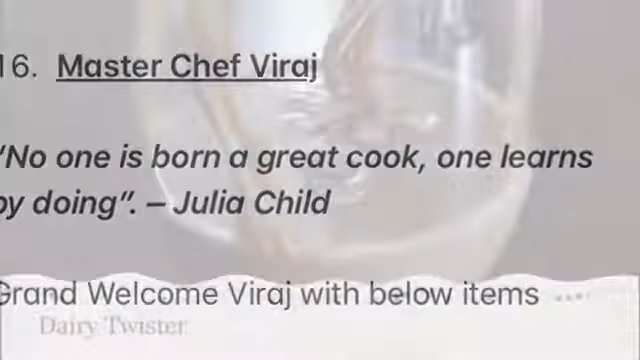 16. Master Chef Viraj
"No one is born a great cook, one learns
by doing". – Julia Child
Grand Welcome Viraj with below items ....
Dairy Twister